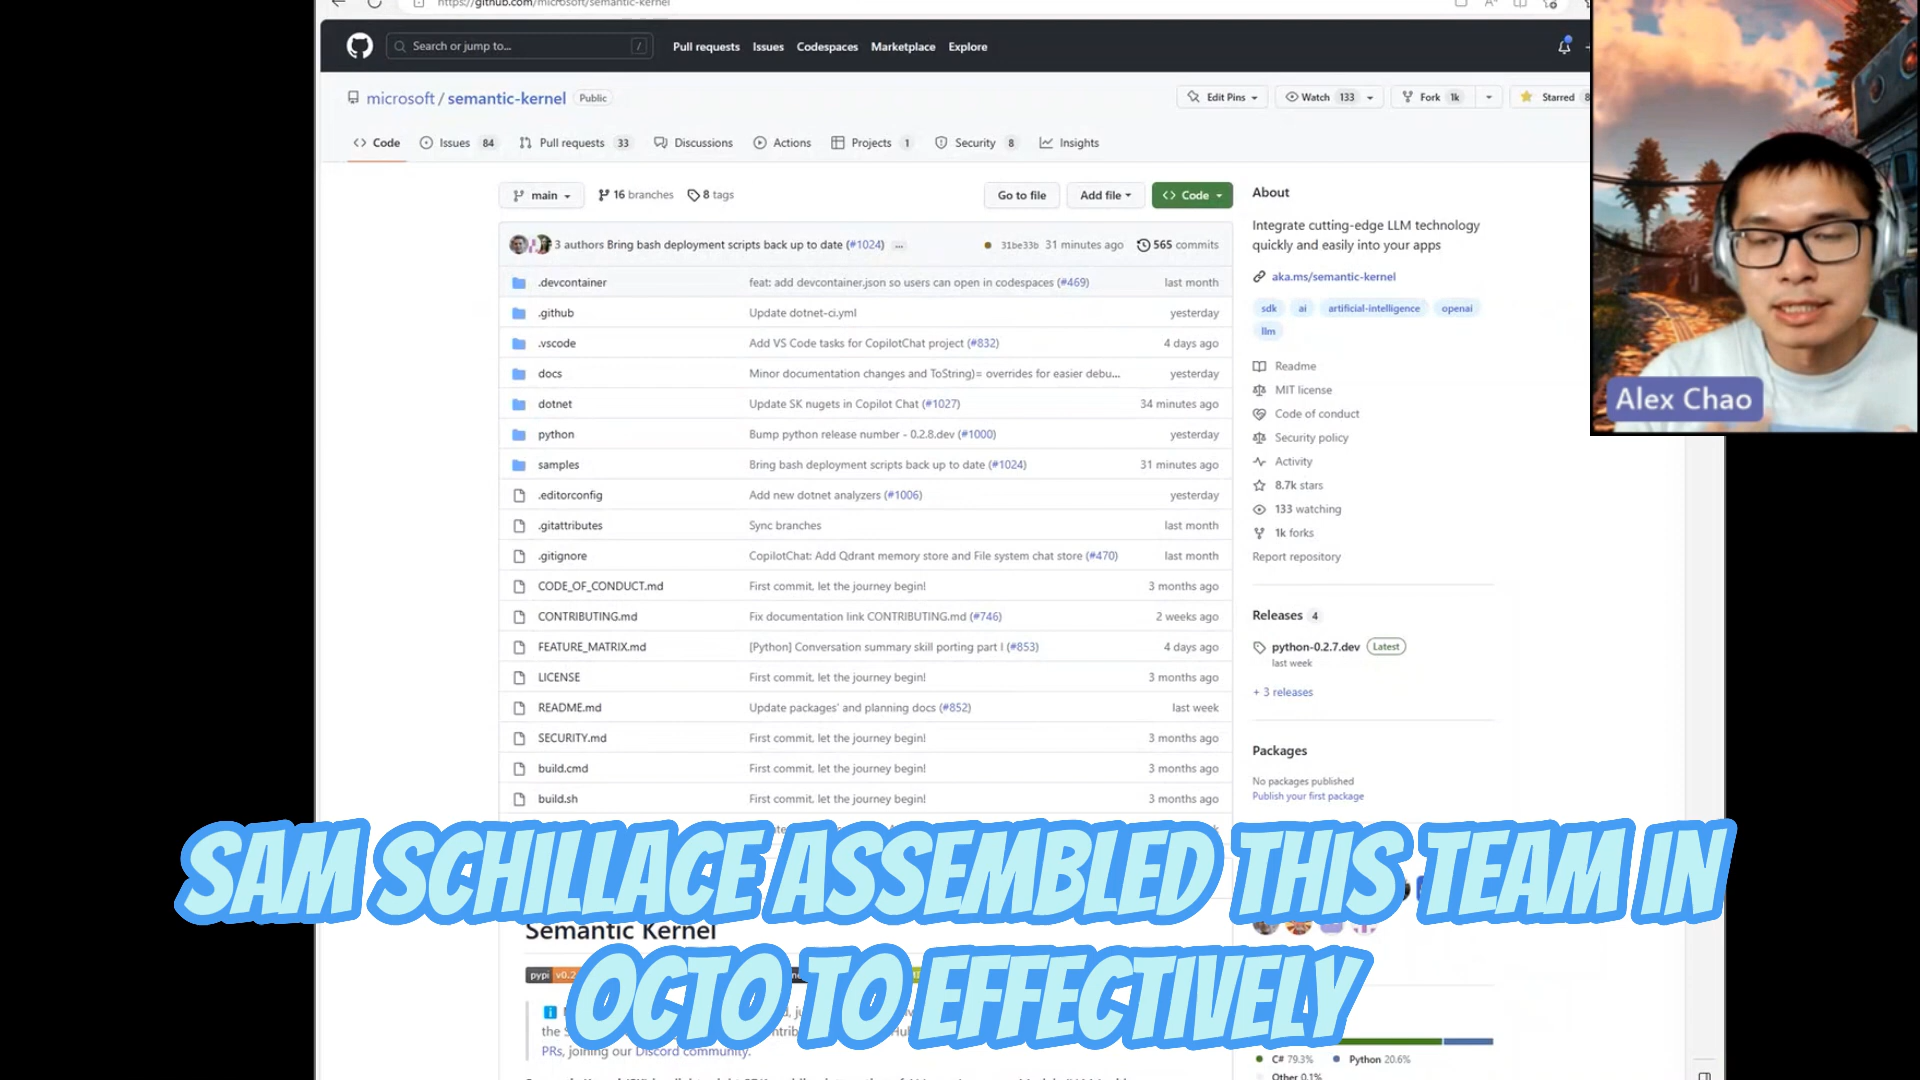 https://github.com/microsoft/semantic-kernel
Search or jump to... /
Pull requests Issues Codespaces Marketplace Explore
microsoft / semantic-kernel Public
Edit Pins Watch 133 Fork 1k Starred
Code Issues 84 Pull requests 33 Discussions Actions Projects 1 Security 8 Insights
main 16 branches 8 tags Go to file Add file Code
3 authors Bring bash deployment scripts back up to date (#1024) ... 31be33b 31 minutes ago 565 commits
.devcontainer feat: add devcontainer.json so users can open in codespaces (#469) last month
.github Update dotnet-ci.yml yesterday
.vscode Add VS Code tasks for CopilotChat project (#832) 4 days ago
docs Minor documentation changes and ToString)= overrides for easier debu... yesterday
dotnet Update SK nugets in Copilot Chat (#1027) 34 minutes ago
python Bump python release number - 0.2.8.dev (#1000) yesterday
samples Bring bash deployment scripts back up to date (#1024) 31 minutes ago
.editorconfig Add new dotnet analyzers (#1006) yesterday
.gitattributes Sync branches last month
.gitignore CopilotChat: Add Qdrant memory store and File system chat store (#470) last month
CODE_OF_CONDUCT.md First commit, let the journey begin! 3 months ago
CONTRIBUTING.md Fix documentation link CONTRIBUTING.md (#746) 2 weeks ago
FEATURE_MATRIX.md [Python] Conversation summary skill porting part I (#853) 4 days ago
LICENSE First commit, let the journey begin! 3 months ago
README.md Update packages' and planning docs (#852) last week
SECURITY.md First commit, let the journey begin! 3 months ago
build.cmd First commit, let the journey begin! 3 months ago
build.sh First commit, let the journey begin! 3 months ago
About
Integrate cutting-edge LLM technology
quickly and easily into your apps
aka.ms/semantic-kernel
sdk ai artificial-intelligence openai
llm
Readme
MIT license
Code of conduct
Security policy
Activity
8.7k stars
133 watching
1k forks
Report repository
Releases 4
python-0.2.7.dev Latest
last week
+ 3 releases
Packages
No packages published
Publish your first package
Alex Chao
SAM SCHILLACE ASSEMBLED THIS TEAM IN
OCTO TO EFFECTIVELY
Semantic Kernel
pypi v0.2
the
PRs, joining our Discord community.
C# 79.3% Python 20.6%
Other 0.1%